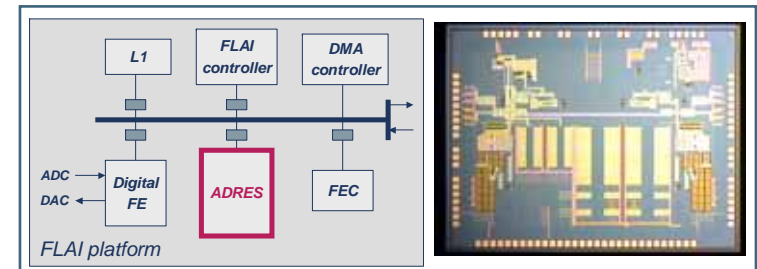 L1
FLAI
controller
DMA
controller
ADC
DAC
Digital
FE
ADRES
FEC
FLAI platform